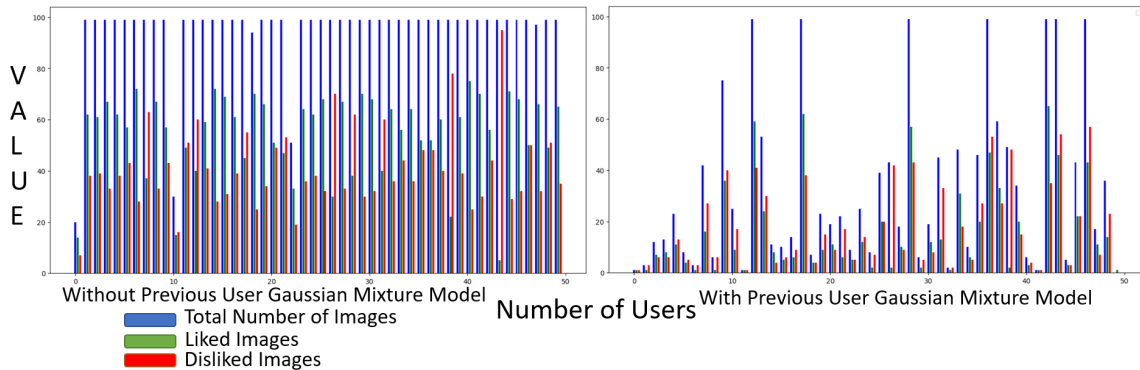 VALUE
100
80
60
40
20
0
0 10 20 30 40 50
100
80
60
40
20
0
0 10 20 30 40 50
Without Previous User Gaussian Mixture Model
With Previous User Gaussian Mixture Model
Number of Users
Total Number of Images
Liked Images
Disliked Images